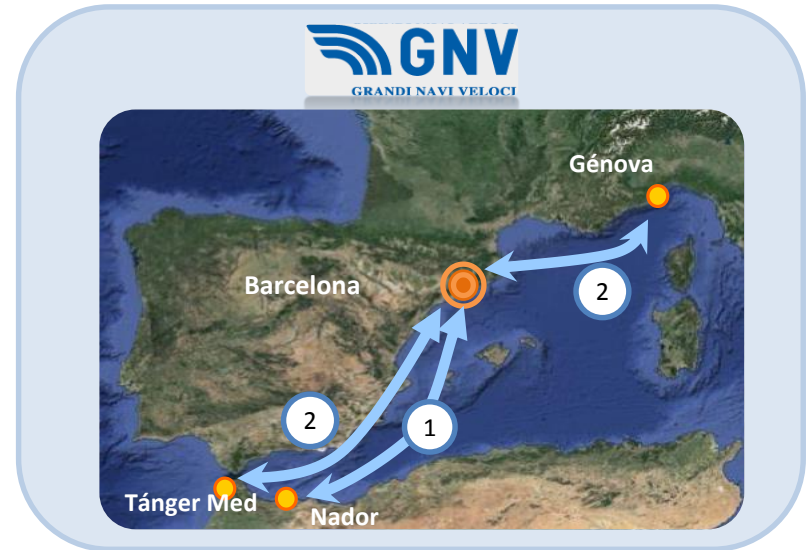 GNV
GRANDI NAVI VELOCI
Génova
Barcelona
2
2
1
Tánger Med
Nador